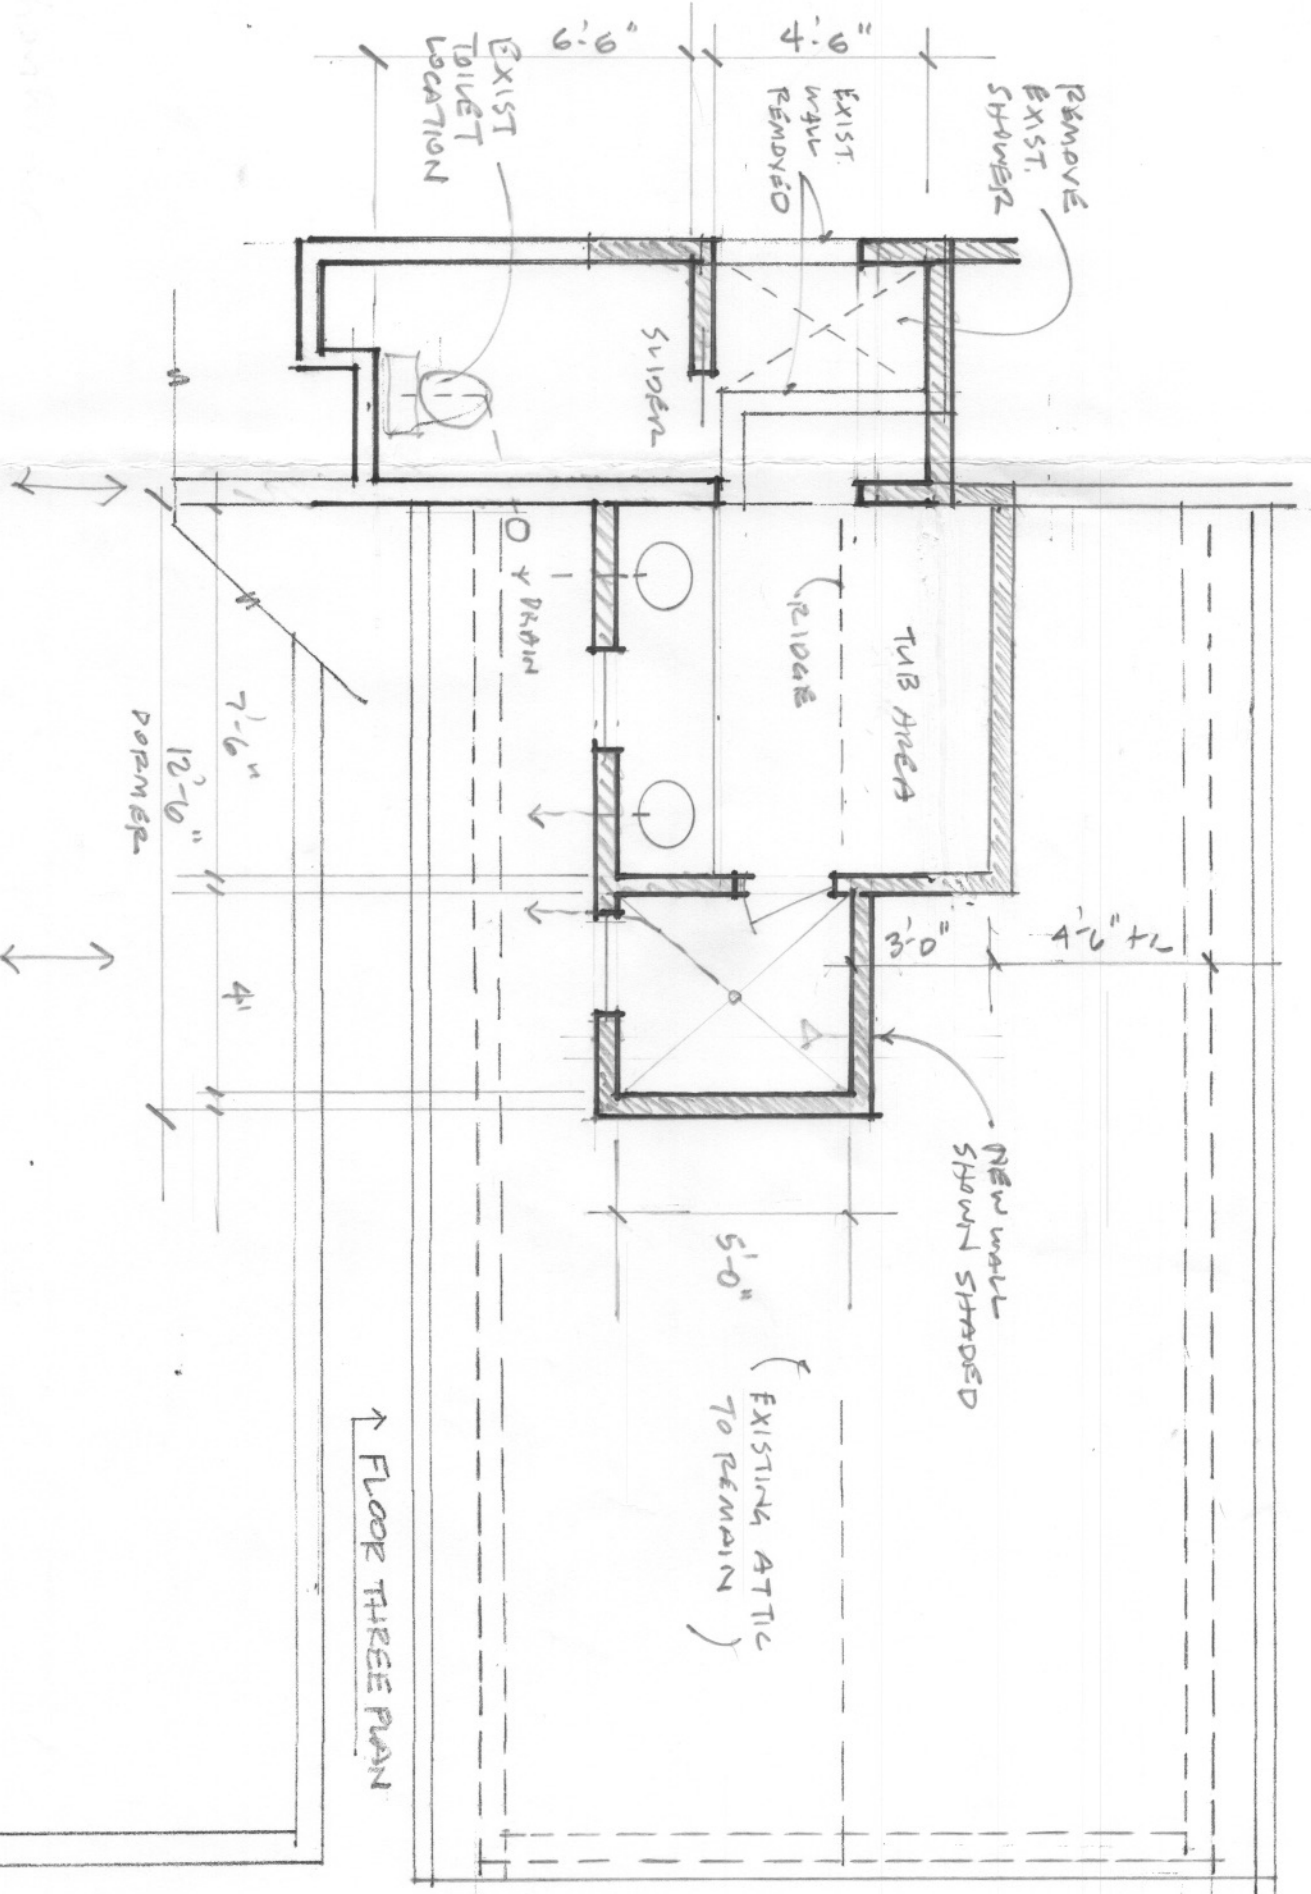 REMOVE
EXIST.
SHOWER
4'-6"
EXIST.
WALL
REMOVED
6'-6"
EXIST
TOILET
LOCATION
SLIDER
DRAIN
RIDGE
TUB AREA
3'-0"
4'-6" +/-
7'-6"
12'-6"
DORMER
4'
NEW WALL
SHOWN SHADED
5'-0"
( EXISTING ATTIC
TO REMAIN )
FLOOR THREE PLAN